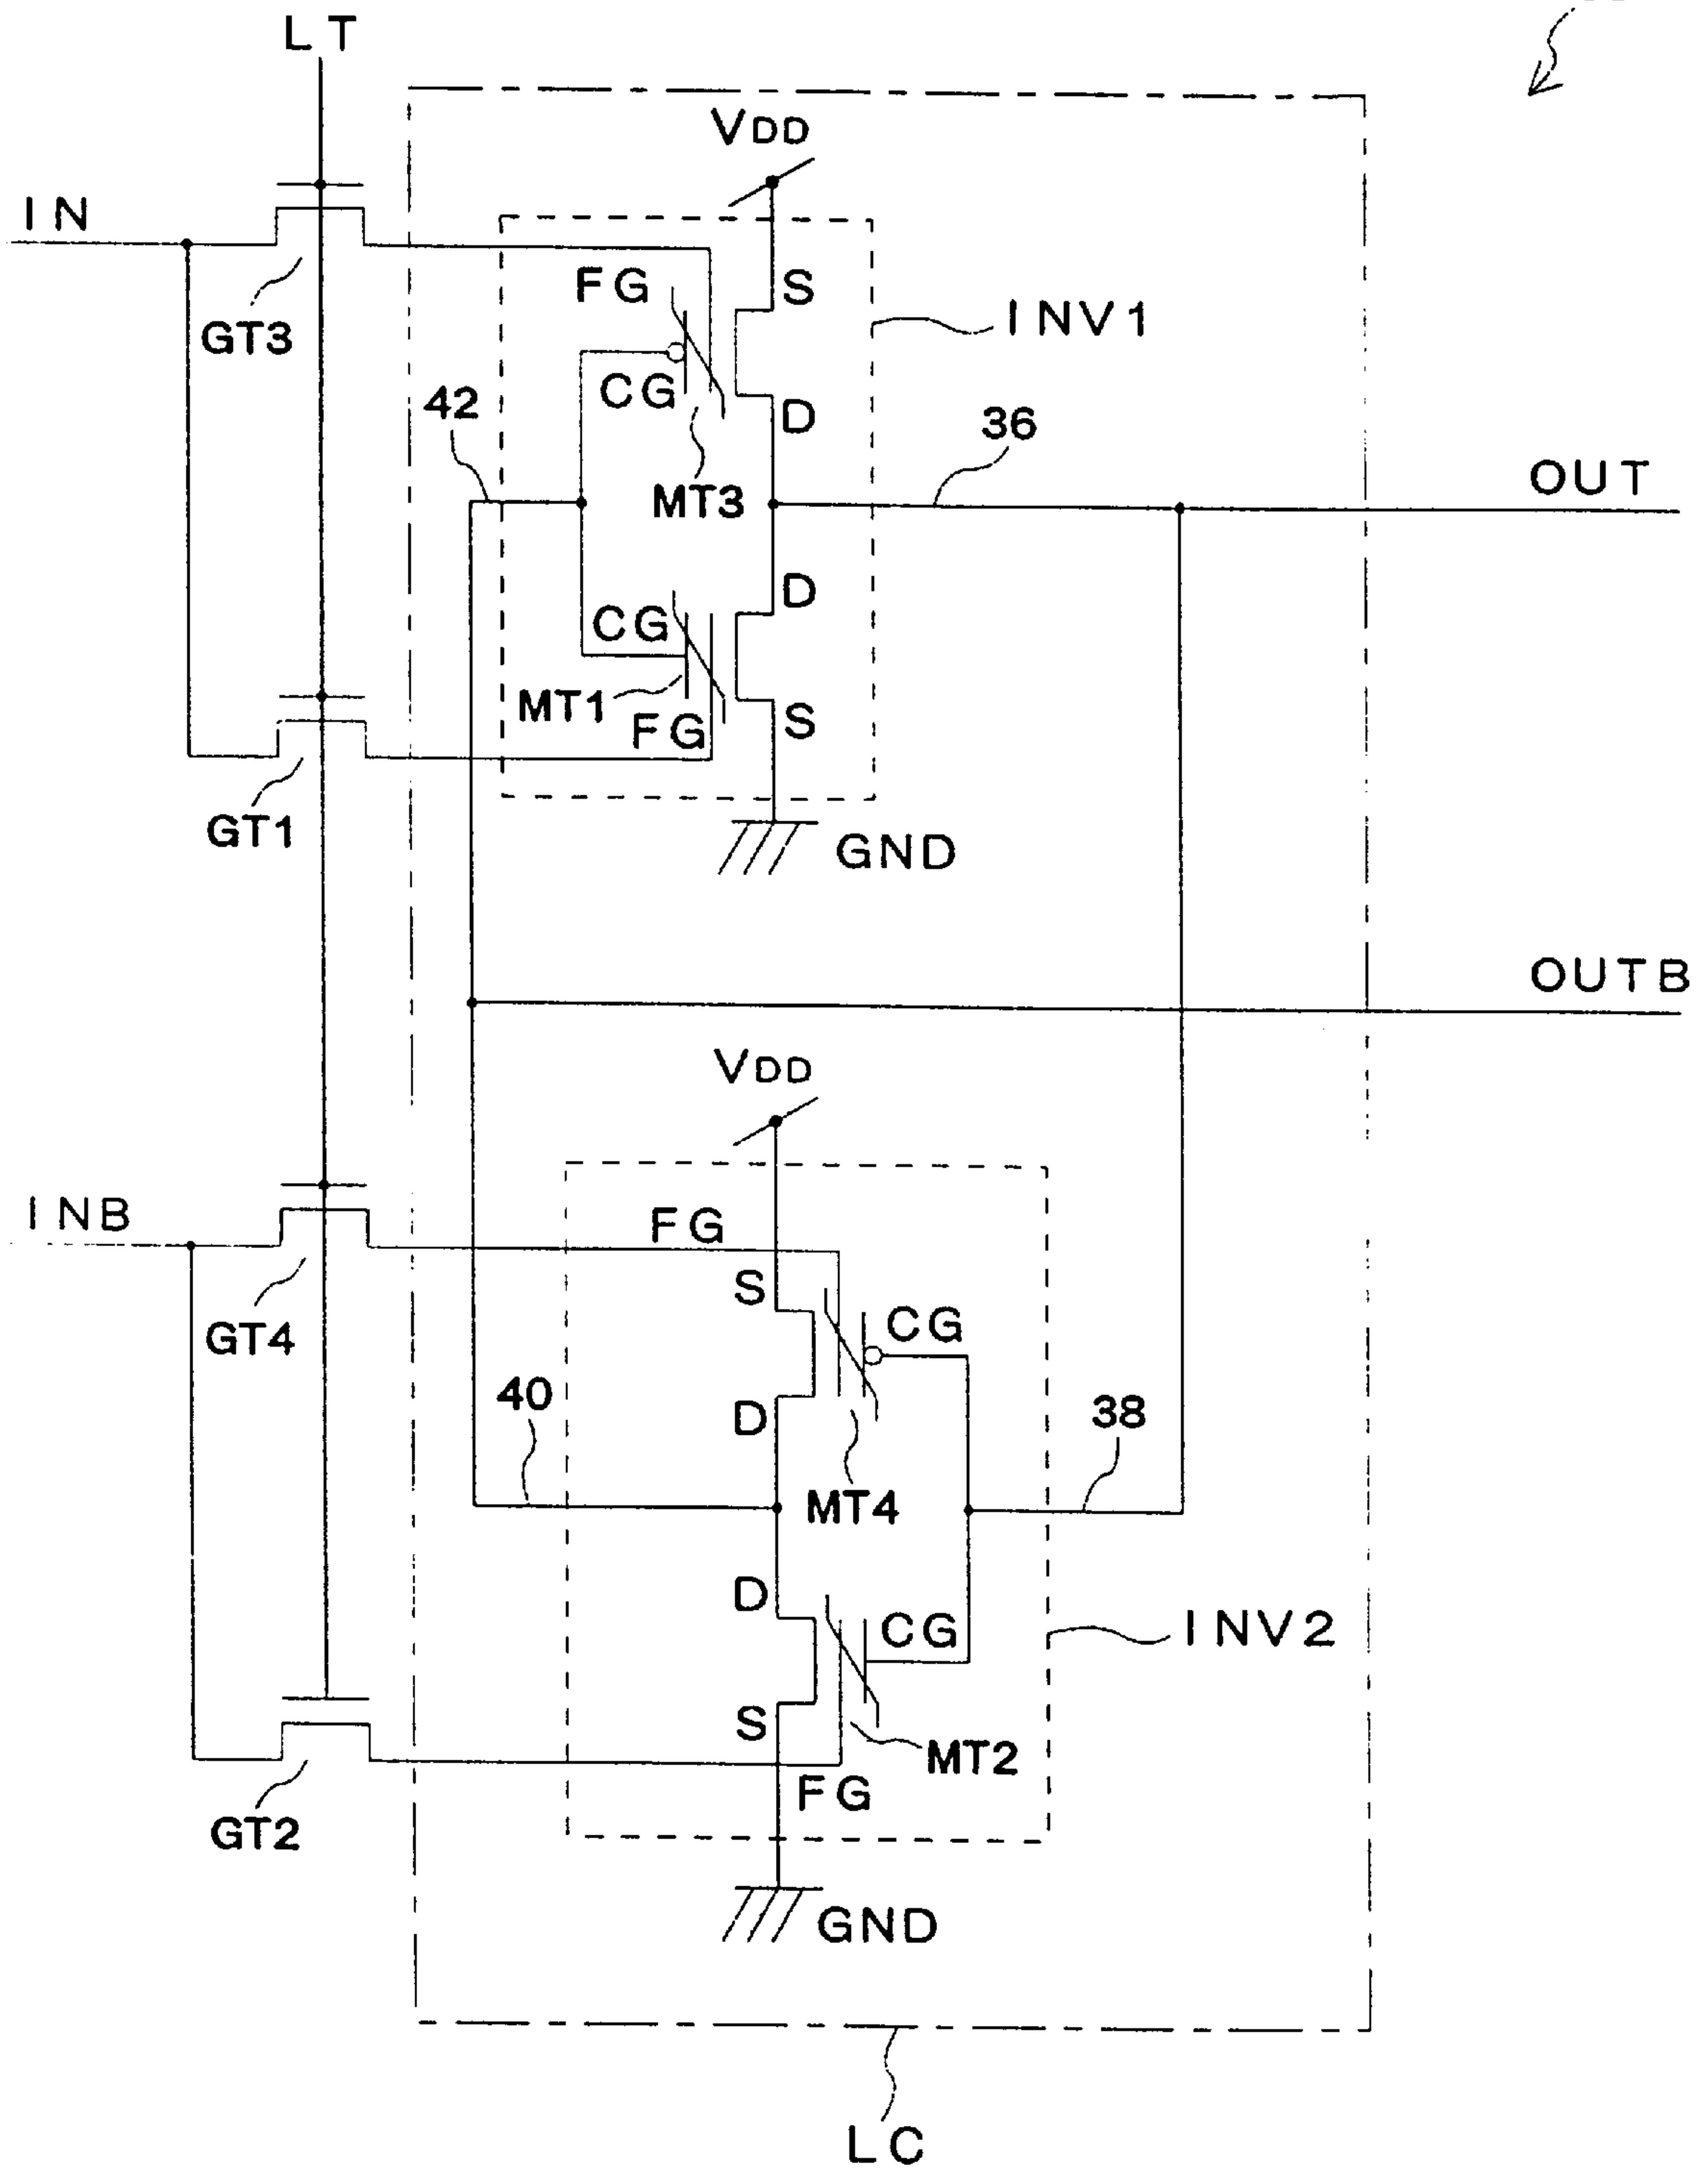 LT
VDD
IN
S
FG
INV1
GT3
CG
42
D
36
MT3
OUT
D
CG
MT1
S
FG
GT1
GND
OUTB
VDD
INB
FG
S
CG
GT4
40
D
38
MT4
D
CG
INV2
S
MT2
FG
GT2
GND
LC